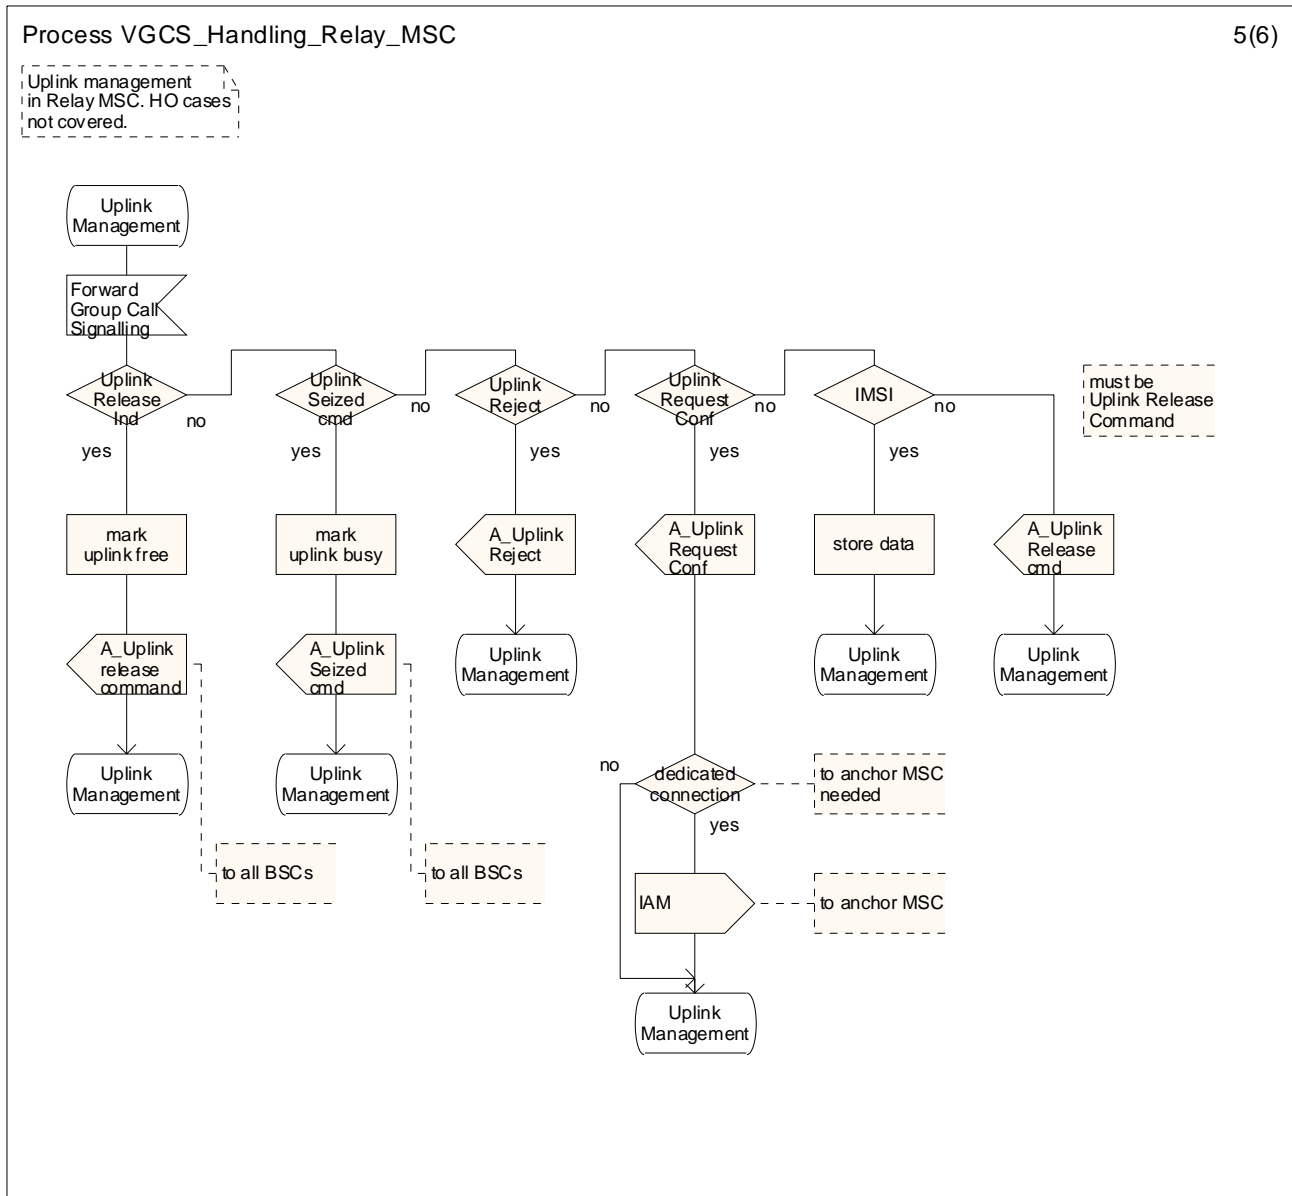 Process VGCS_Handling_Relay_MSC
5(6)
Uplink management
in Relay MSC. HO cases
not covered.
Uplink
Management
Forward
Group Call
Signalling
Uplink
Release
Ind
no
yes
Uplink
Seized
cmd
no
yes
Uplink
Reject
no
yes
Uplink
Request
Conf
no
yes
IMSI
no
yes
must be
Uplink Release
Command
mark
uplink free
mark
uplink busy
A_Uplink
Reject
A_Uplink
Request
Conf
store data
A_Uplink
Release
cmd
A_Uplink
release
command
A_Uplink
Seized
cmd
Uplink
Management
Uplink
Management
Uplink
Management
Uplink
Management
Uplink
Management
no
dedicated
connection
yes
to anchor MSC
needed
to all BSCs
to all BSCs
IAM
to anchor MSC
Uplink
Management